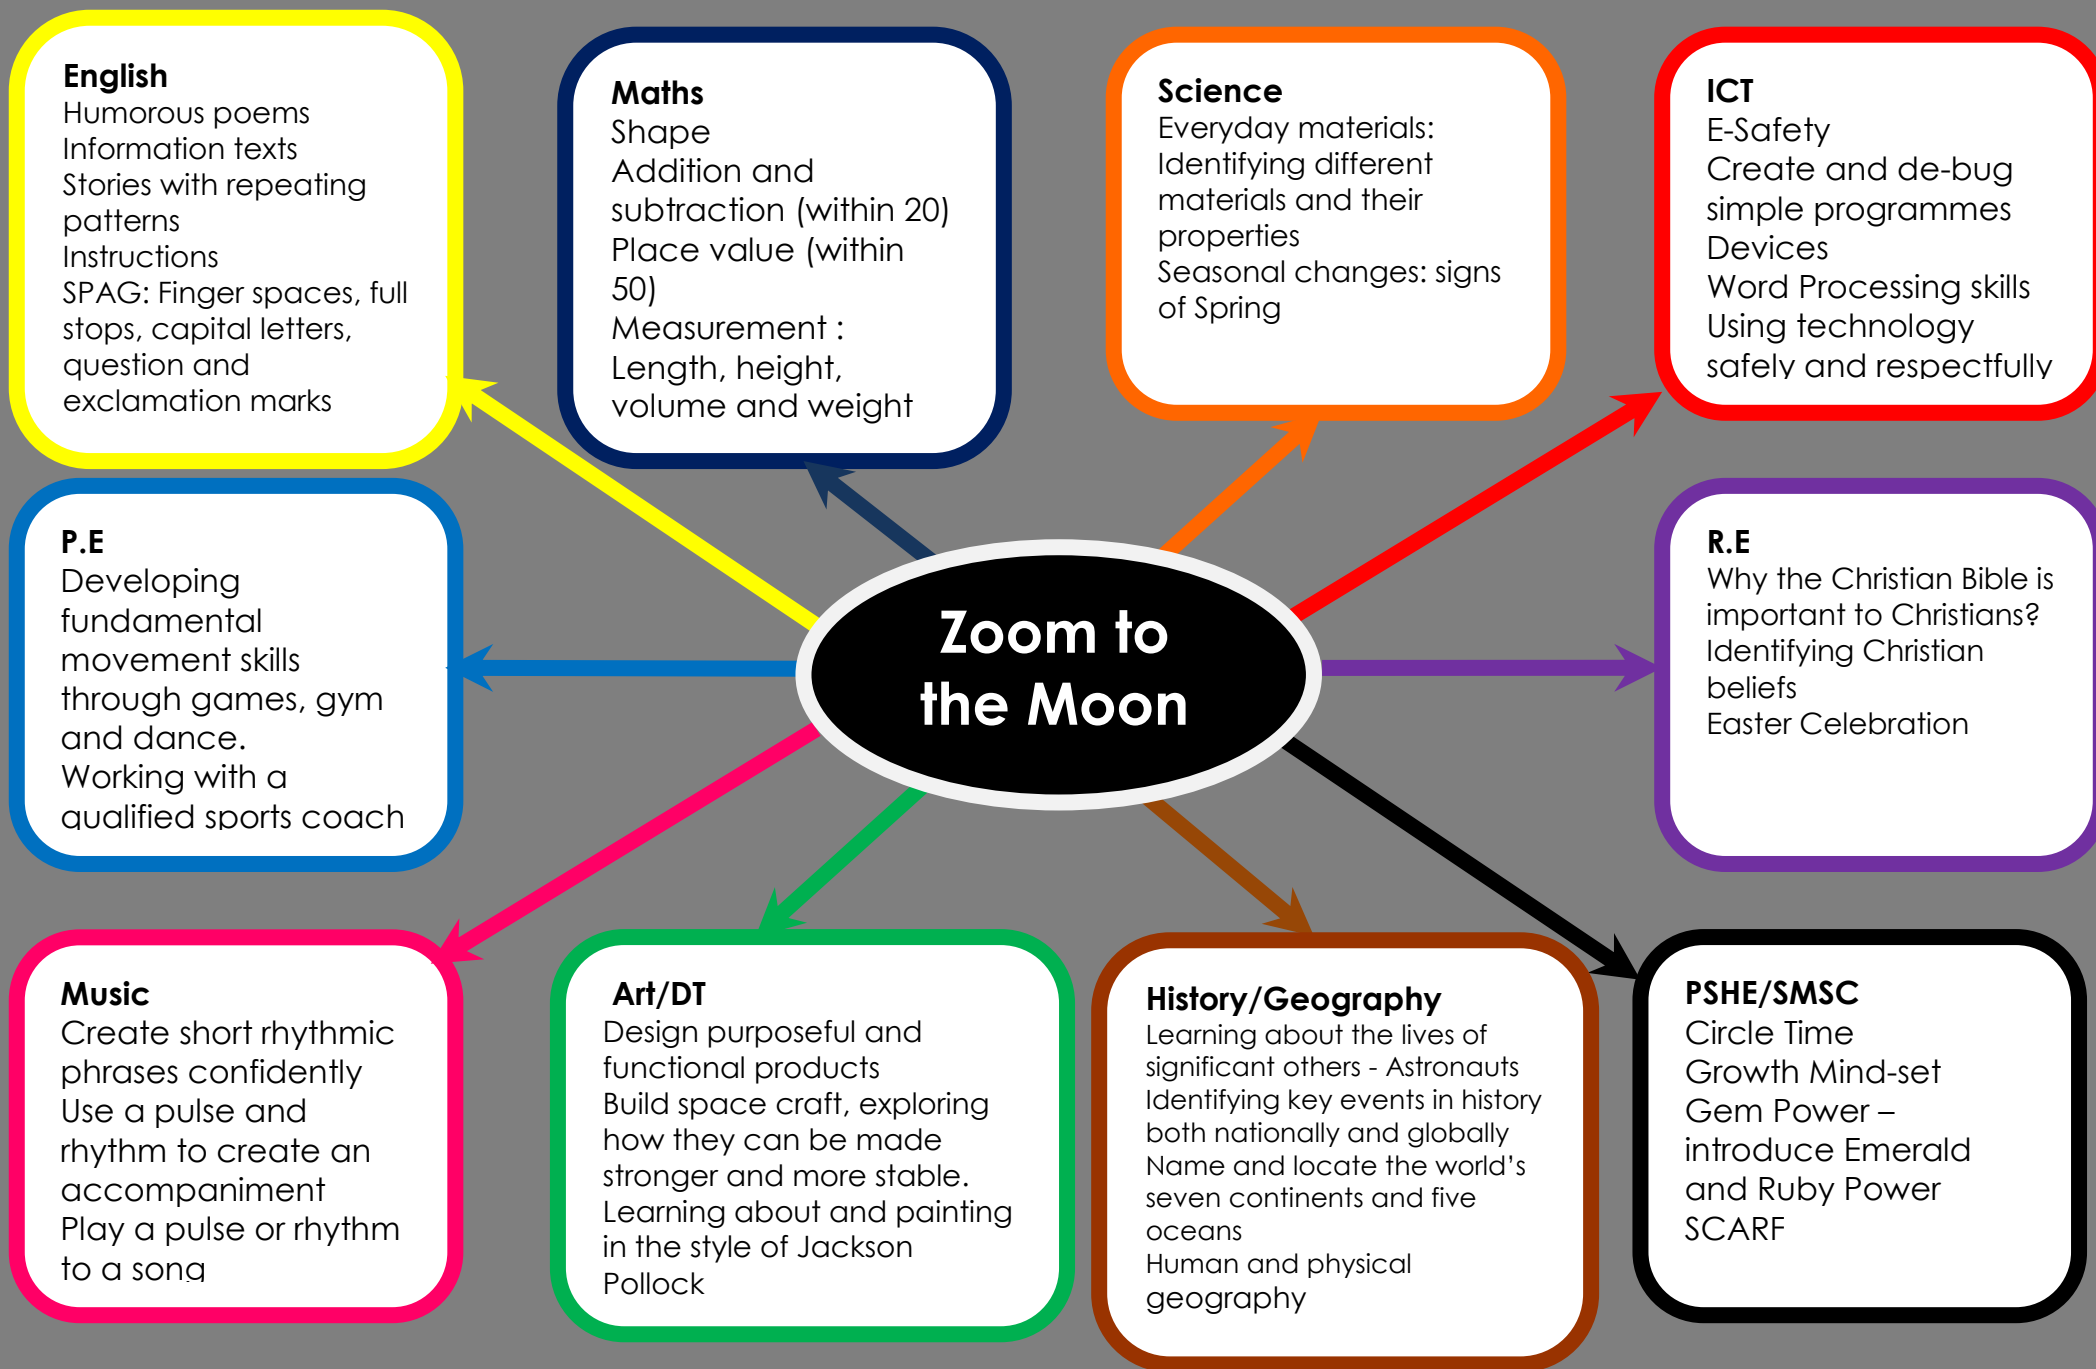 English
Humorous poems
Information texts
Stories with repeating
patterns
Instructions
SPAG: Finger spaces, full
stops, capital letters,
question and
exclamation marks
Maths
Shape
Addition and
subtraction (within 20)
Place value (within
50)
Measurement :
Length, height,
volume and weight
Science
Everyday materials:
Identifying different
materials and their
properties
Seasonal changes: signs
of Spring
ICT
E-Safety
Create and de-bug
simple programmes
Devices
Word Processing skills
Using technology
safely and respectfully
P.E
Developing
fundamental
movement skills
through games, gym
and dance.
Working with a
qualified sports coach
Zoom to
the Moon
R.E
Why the Christian Bible is
important to Christians?
Identifying Christian
beliefs
Easter Celebration
Music
Create short rhythmic
phrases confidently
Use a pulse and
rhythm to create an
accompaniment
Play a pulse or rhythm
to a song
Art/DT
Design purposeful and
functional products
Build space craft, exploring
how they can be made
stronger and more stable.
Learning about and painting
in the style of Jackson
Pollock
History/Geography
Learning about the lives of
significant others - Astronauts
Identifying key events in history
both nationally and globally
Name and locate the world’s
seven continents and five
oceans
Human and physical
geography
PSHE/SMSC
Circle Time
Growth Mind-set
Gem Power –
introduce Emerald
and Ruby Power
SCARF